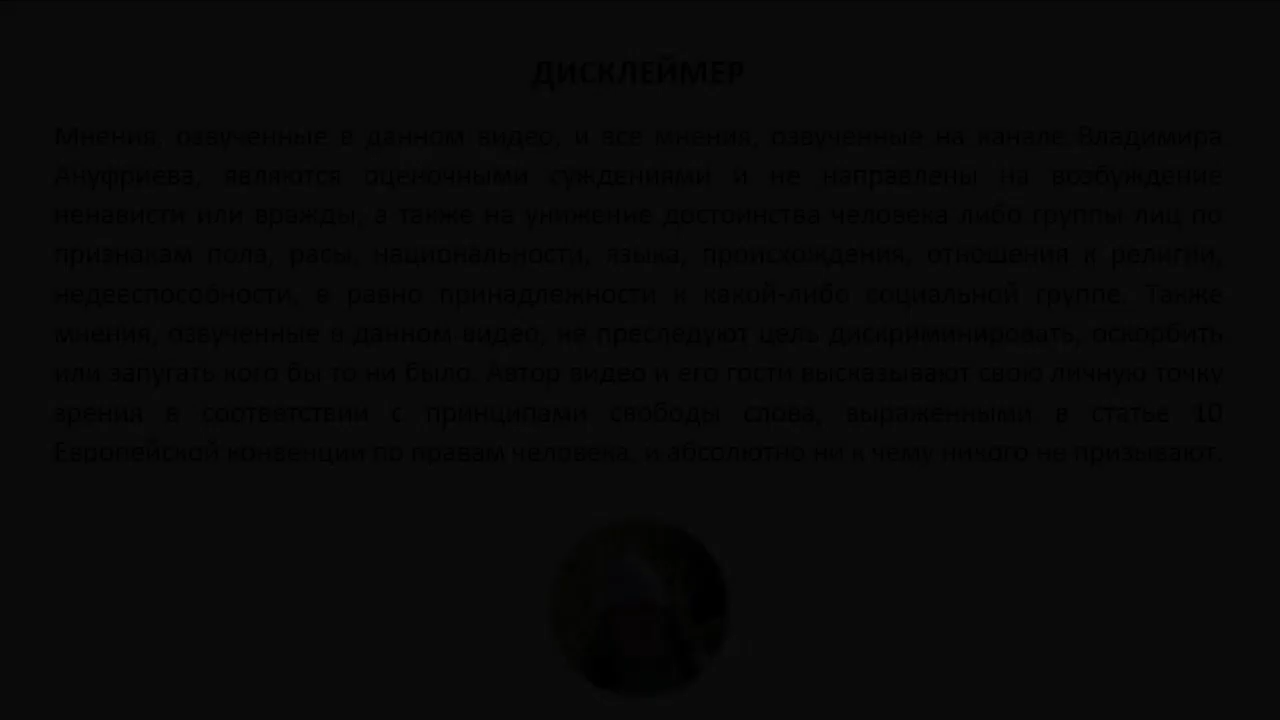 ДИСКЛЕЙМЕР
Мнения, озвученные в данном видео, и все мнения, озвученные на канале Владимира
Ануфриева, являются оценочными суждениями и не направлены на возбуждение
ненависти или вражды, а также на унижение достоинства человека либо группы лиц по
признакам пола, расы, национальности, языка, происхождения, отношения к религии,
недееспособности, а равно принадлежности к какой-либо социальной группе. Также
мнения, озвученные в данном видео, не преследуют цель дискриминировать, оскорбить
или запугать кого бы то ни было. Автор видео и его гости высказывают свою личную точку
зрения в соответствии с принципами свободы слова, выраженными в статье 10
Европейской конвенции по правам человека, и абсолютно ни к чему никого не призывают.